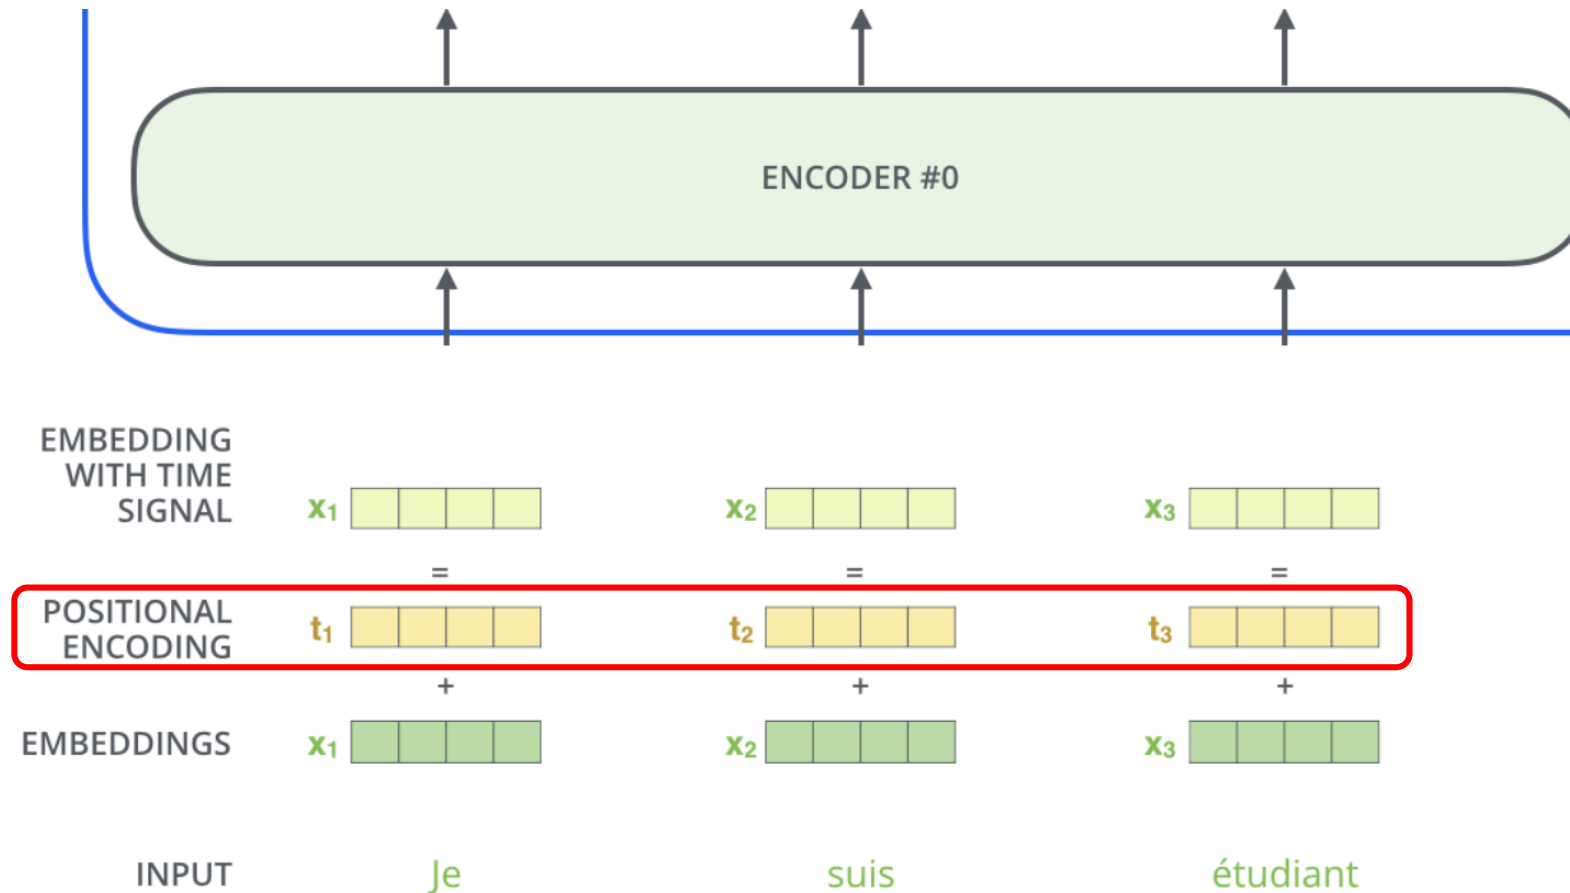 ENCODER #0
EMBEDDING
WITH TIME
SIGNAL
x₁ x₂ x₃
= = =
POSITIONAL
ENCODING
t₁ t₂ t₃
+ + +
EMBEDDINGS x₁ x₂ x₃
INPUT Je suis étudiant